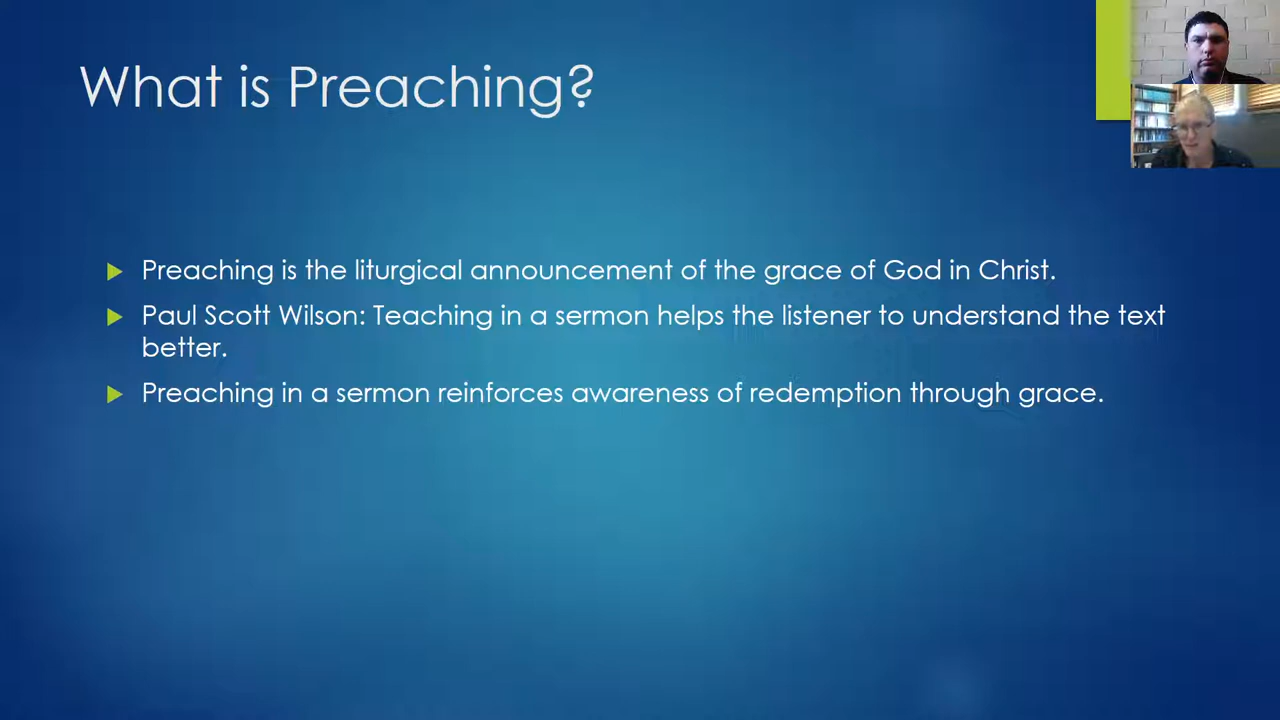 What is Preaching?
Preaching is the liturgical announcement of the grace of God in Christ.
Paul Scott Wilson: Teaching in a sermon helps the listener to understand the text
better.
Preaching in a sermon reinforces awareness of redemption through grace.